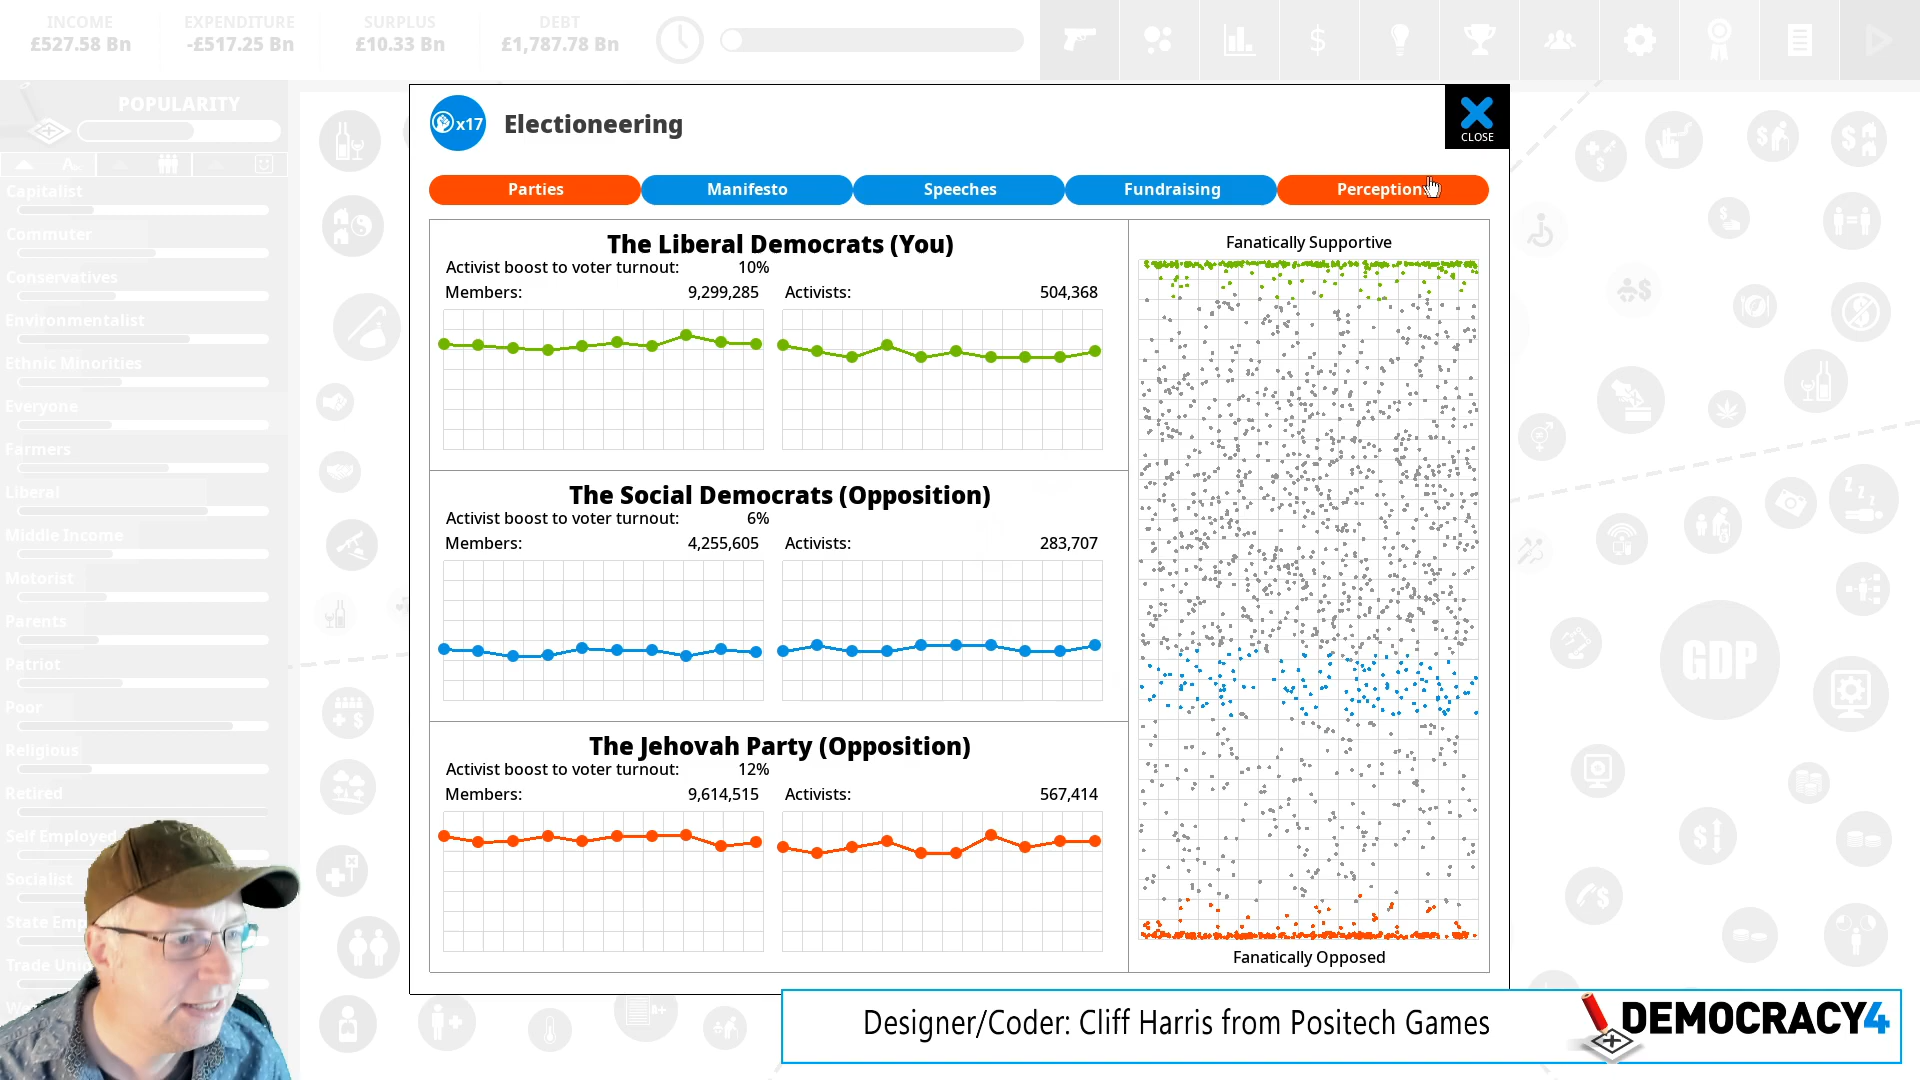 INCOME
£527.58 Bn
EXPENDITURE
-£517.25 Bn
SURPLUS
£10.33 Bn
DEBT
£1,787.78 Bn
POPULARITY
Capitalist
Commuter
Conservatives
Environmentalist
Ethnic Minorities
Everyone
Farmers
Liberal
Middle Income
Motorist
Parents
Patriot
Poor
Religious
Retired
Self Employed
Socialist
State Emp
Trade Uni
x17
Electioneering
CLOSE
Parties
Manifesto
Speeches
Fundraising
Perception
The Liberal Democrats (You)
Activist boost to voter turnout: 10%
Members: 9,299,285
Activists: 504,368
The Social Democrats (Opposition)
Activist boost to voter turnout: 6%
Members: 4,255,605
Activists: 283,707
The Jehovah Party (Opposition)
Activist boost to voter turnout: 12%
Members: 9,614,515
Activists: 567,414
Fanatically Supportive
Fanatically Opposed
GDP
Designer/Coder: Cliff Harris from Positech Games
DEMOCRACY4